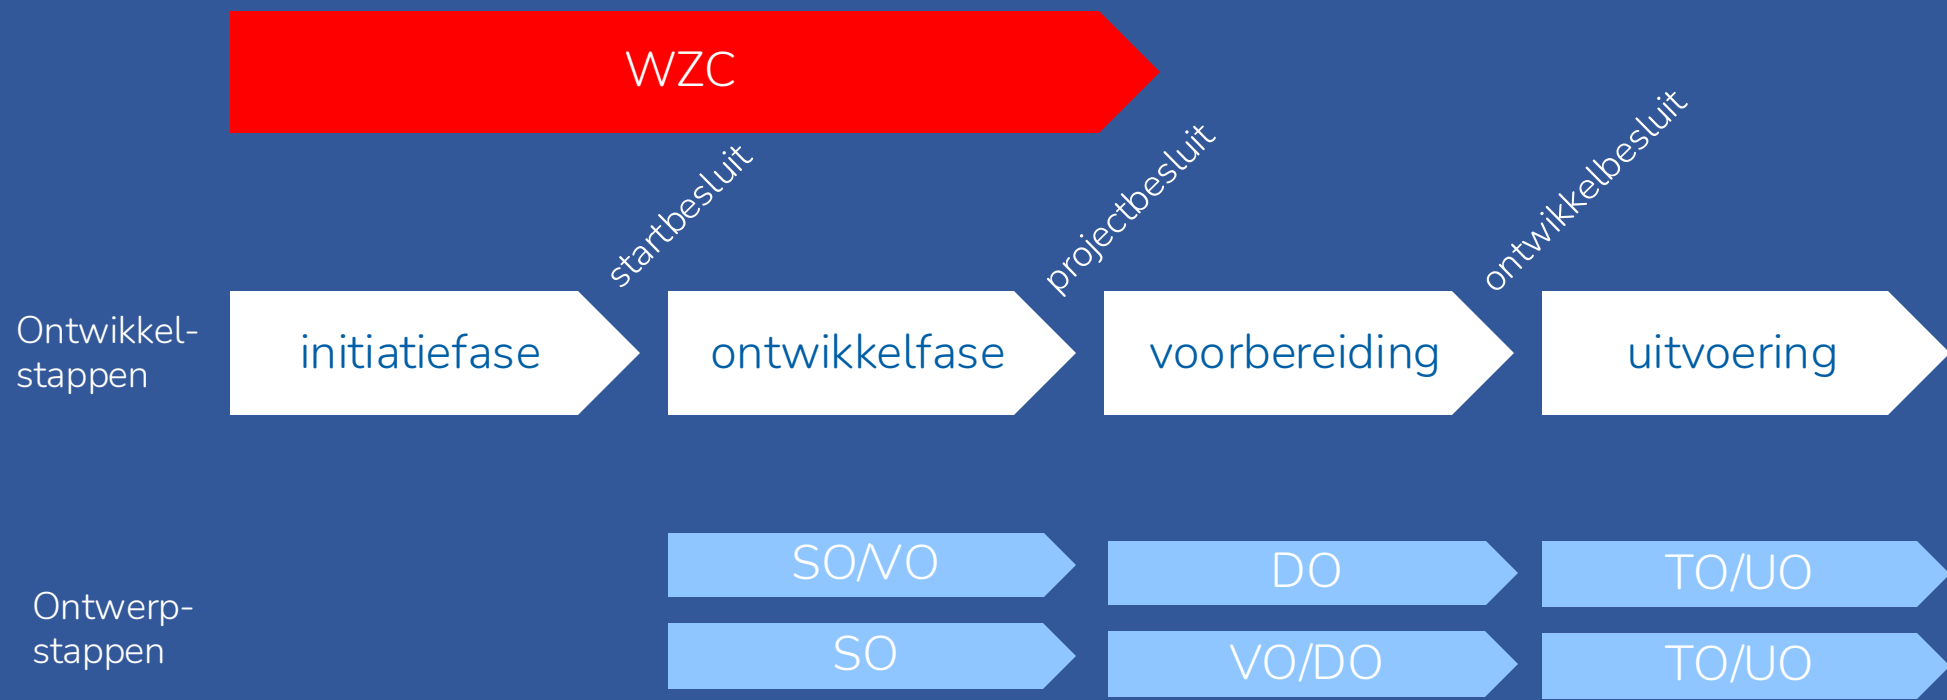 WZC
startbesluit
projectbesluit
ontwikkelbesluit
Ontwikkel-
stappen
initiatiefase
ontwikkelfase
voorbereiding
uitvoering
Ontwerp-
stappen
SO/VO
DO
TO/UO
SO
VO/DO
TO/UO